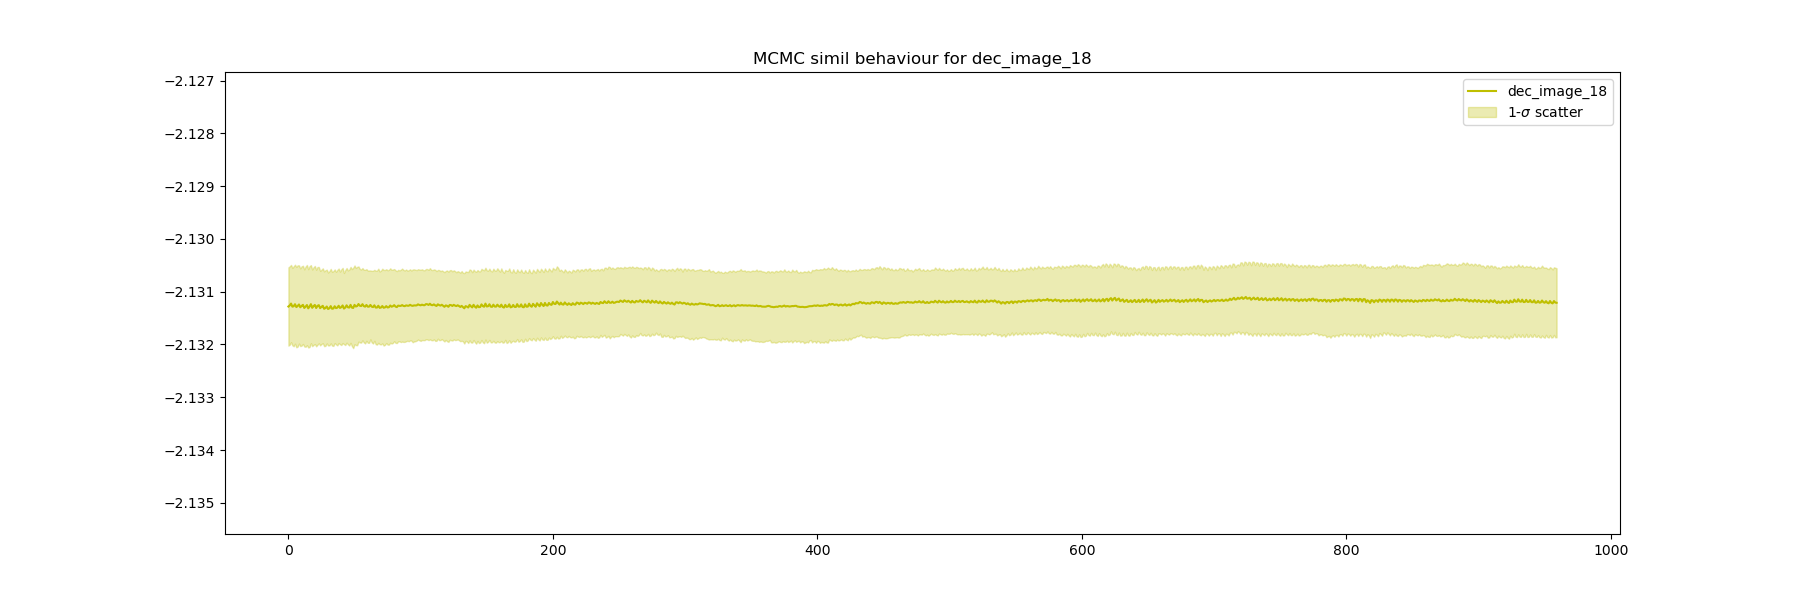 MCMC simil behaviour for dec_image_18
dec_image_18
1-σ scatter
−2.127
−2.128
−2.129
−2.130
−2.131
−2.132
−2.133
−2.134
−2.135
0 200 400 600 800 1000